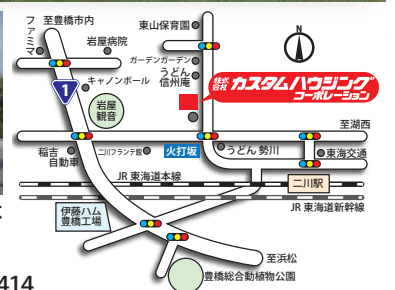 至豊橋市内
ファミマ
岩屋病院
東山保育園
N
ガーデンガーデン
うどん
信州庵
キャノンボール
1
岩屋
観音
株式
会社
カスタムハウジング
コーポレーション
至湖西
稲吉
自動車
二川フランテ館
火打坂
うどん 勢川
東海交通
JR 東海道本線
二川駅
伊藤ハム
豊橋工場
JR 東海道新幹線
至浜松
豊橋総合動植物公園
414